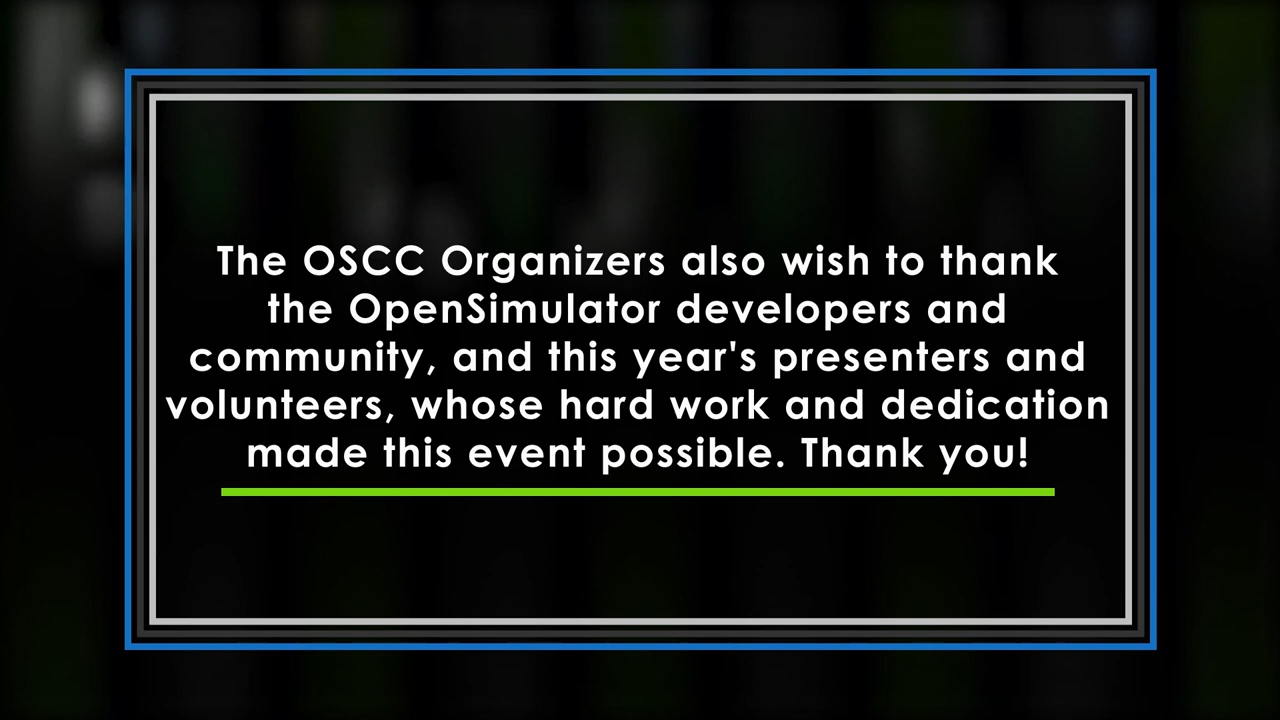 The OSCC Organizers also wish to thank
the OpenSimulator developers and
community, and this year's presenters and
volunteers, whose hard work and dedication
made this event possible. Thank you!